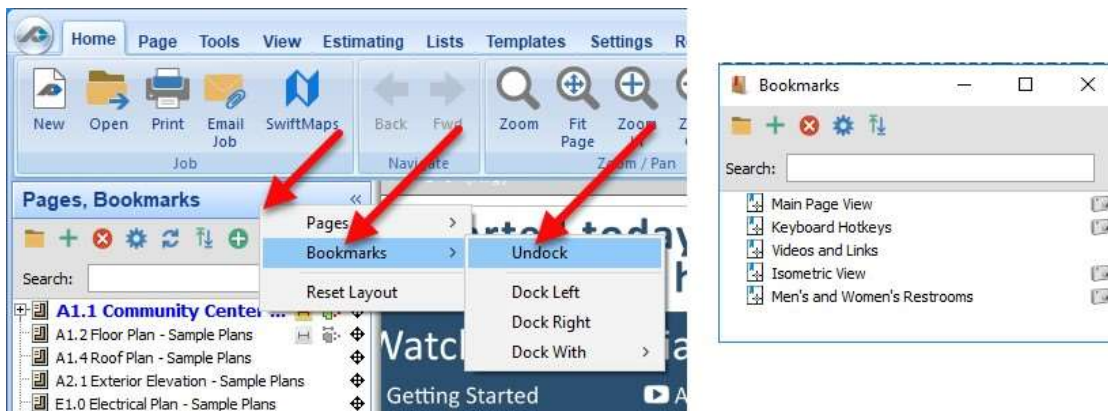 Home Page Tools View Estimating Lists Templates Settings
New Open Print Email Job SwiftMaps Back Fwd Zoom Fit Page Zoom
Job Navigate Zoom / Pan
Pages, Bookmarks
Search:
A1.1 Community Center ...
A1.2 Floor Plan - Sample Plans
A1.4 Roof Plan - Sample Plans
A2.1 Exterior Elevation - Sample Plans
E1.0 Electrical Plan - Sample Plans
Pages
Bookmarks
Reset Layout
Undock
Dock Left
Dock Right
Dock With
today
Getting Started
Bookmarks
Search:
Main Page View
Keyboard Hotkeys
Videos and Links
Isometric View
Men's and Women's Restrooms